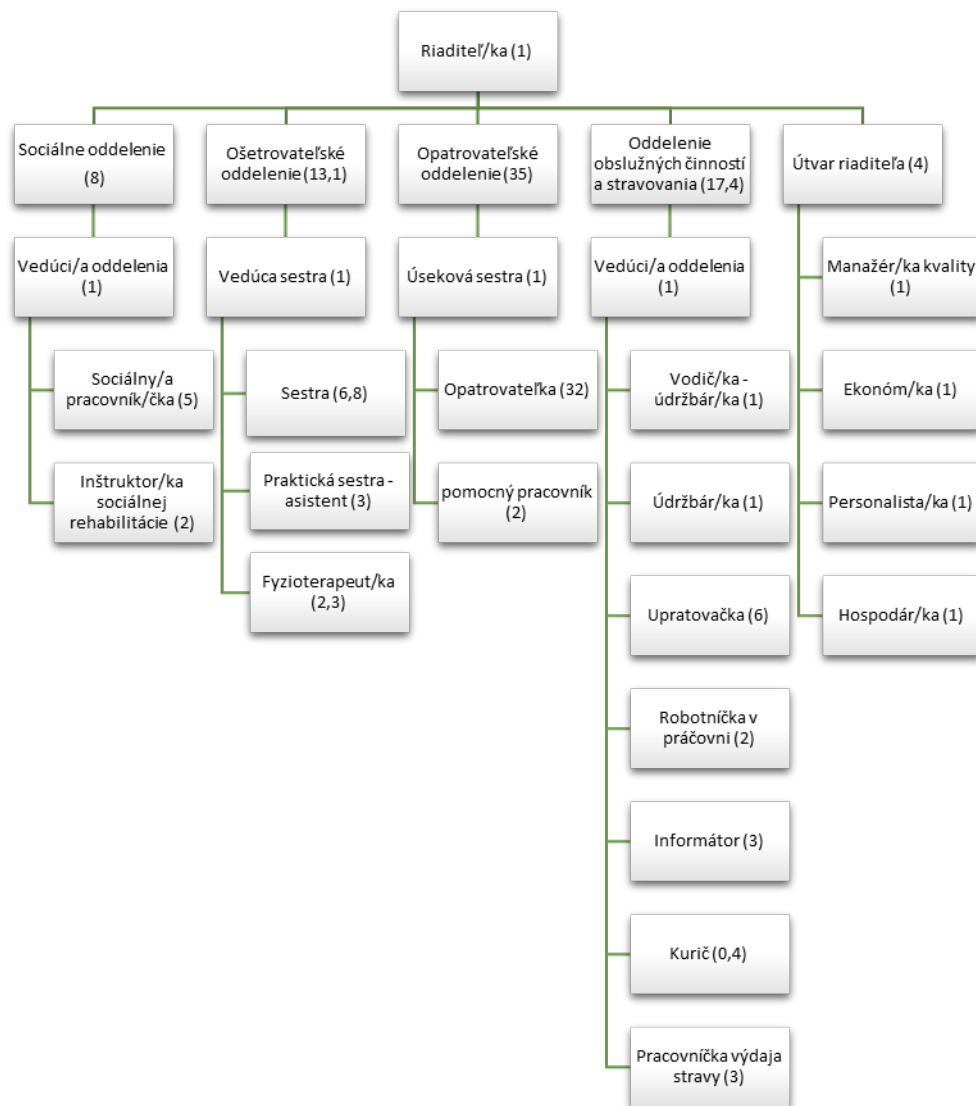 Riaditeľ/ka (1)
Sociálne oddelenie
(8)
Ošetrovateľské
oddelenie (13,1)
Opatrovateľské
oddelenie (35)
Oddelenie
obslužných činností
a stravovania (17,4)
Útvar riaditeľa (4)
Vedúci/a oddelenia
(1)
Vedúca sestra (1)
Úseková sestra (1)
Vedúci/a oddelenia
(1)
Manažér/ka kvality
(1)
Sociálny/a
pracovník/čka (5)
Sestra (6,8)
Opatrovateľka (32)
Vodič/ka -
údržbár/ka (1)
Ekonóm/ka (1)
Inštruktor/ka
sociálnej
rehabilitácie (2)
Praktická sestra -
asistent (3)
pomocný pracovník
(2)
Údržbár/ka (1)
Personalista/ka (1)
Fyzioterapeut/ka
(2,3)
Upratovačka (6)
Hospodár/ka (1)
Robotníčka v
práčovni (2)
Informátor (3)
Kurič (0,4)
Pracovníčka výdaja
stravy (3)